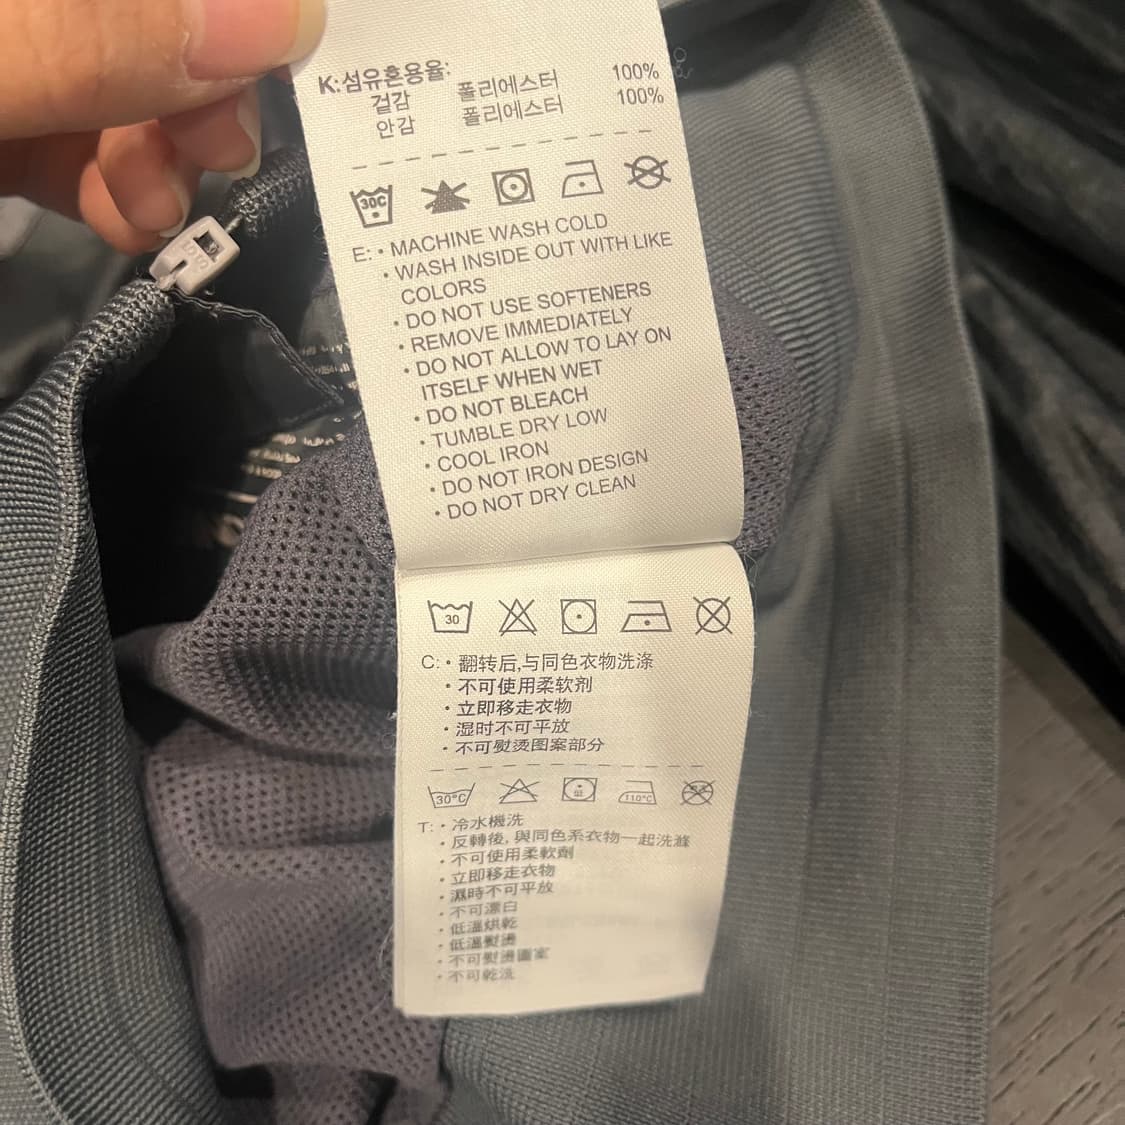 K:섬유혼용율:
겉감 폴리에스터 100%
안감 폴리에스터 100%
30C
E: • MACHINE WASH COLD
• WASH INSIDE OUT WITH LIKE
COLORS
• DO NOT USE SOFTENERS
• REMOVE IMMEDIATELY
• DO NOT ALLOW TO LAY ON
ITSELF WHEN WET
• DO NOT BLEACH
• TUMBLE DRY LOW
• COOL IRON
• DO NOT IRON DESIGN
• DO NOT DRY CLEAN
30
C: • 翻转后,与同色衣物洗涤
• 不可使用柔软剂
• 立即移走衣物
• 湿时不可平放
• 不可熨烫图案部分
30°C 110°C
T: • 冷水機洗
• 反轉後, 與同色系衣物一起洗滌
• 不可使用柔軟劑
• 立即移走衣物
• 濕時不可平放
• 不可漂白
• 低溫烘乾
• 低溫熨燙
• 不可熨燙圖案
• 不可乾洗